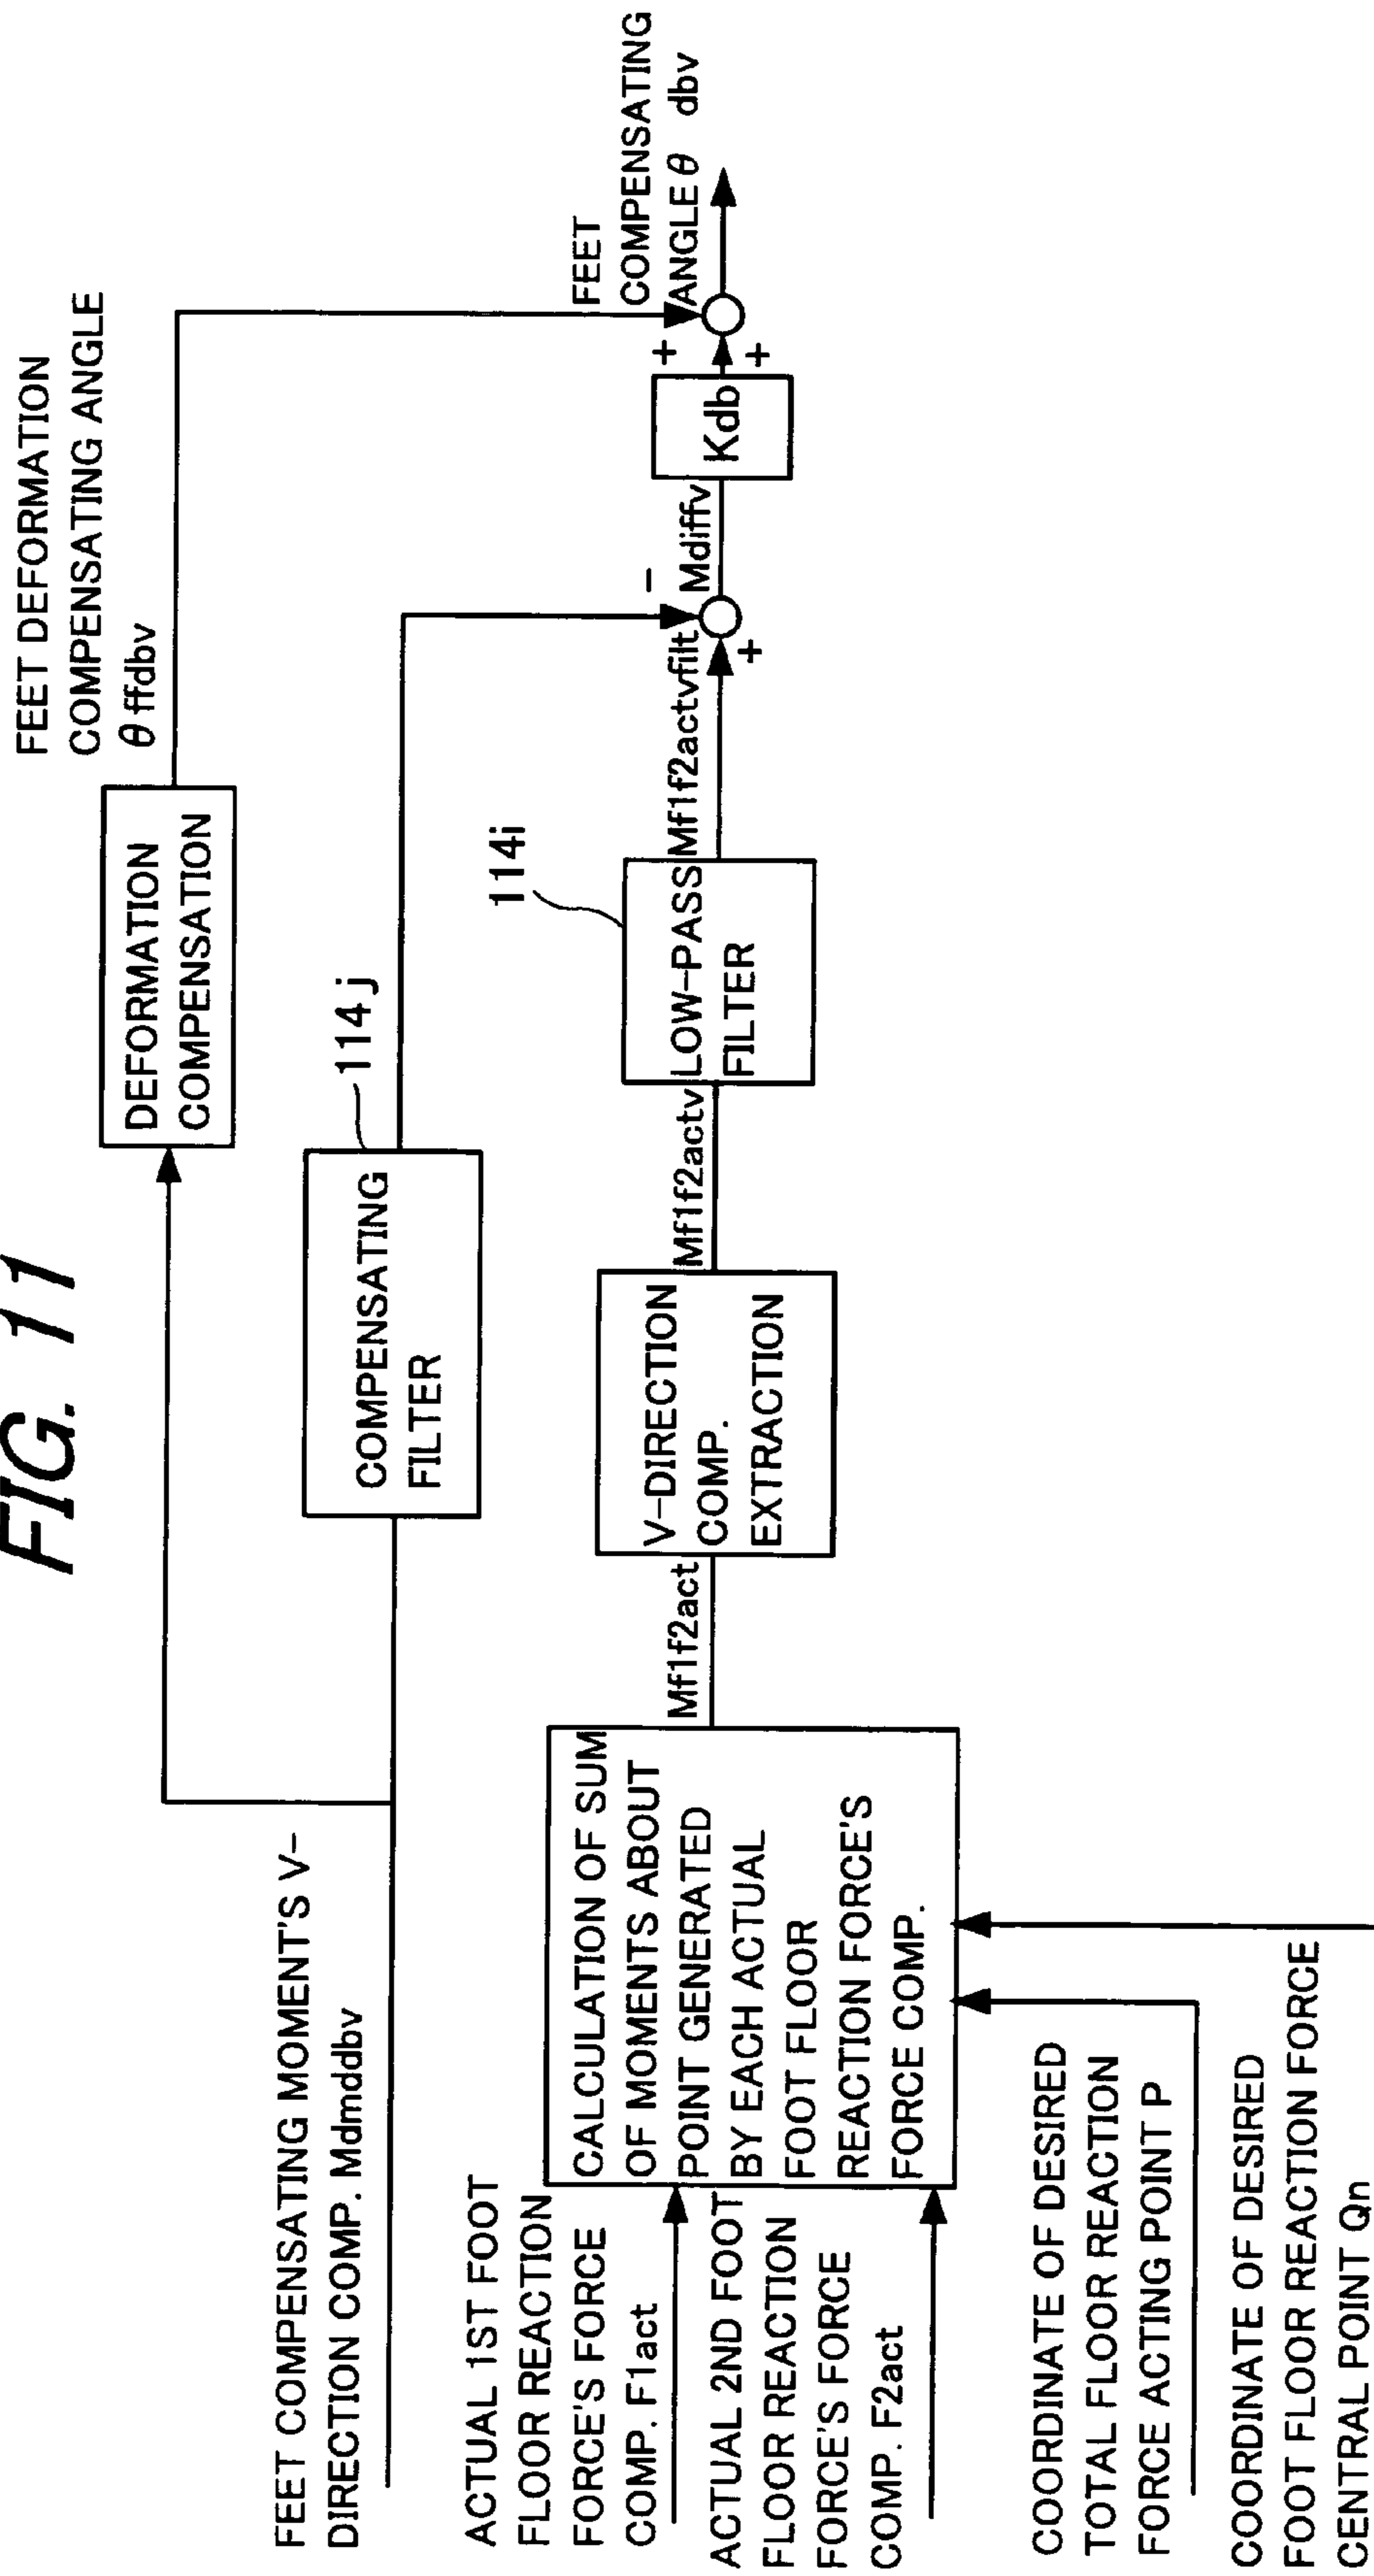 FIG. 11
FEET COMPENSATING MOMENT'S V-
DIRECTION COMP. Mdmddbv
DEFORMATION
COMPENSATION
FEET DEFORMATION
COMPENSATING ANGLE
θffdbv
COMPENSATING
FILTER
114j
ACTUAL 1ST FOOT
FLOOR REACTION
FORCE'S FORCE
COMP. F1act
ACTUAL 2ND FOOT
FLOOR REACTION
FORCE'S FORCE
COMP. F2act
COORDINATE OF DESIRED
TOTAL FLOOR REACTION
FORCE ACTING POINT P
COORDINATE OF DESIRED
FOOT FLOOR REACTION FORCE
CENTRAL POINT Qn
CALCULATION OF SUM
OF MOMENTS ABOUT
POINT GENERATED
BY EACH ACTUAL
FOOT FLOOR
REACTION FORCE'S
FORCE COMP.
Mf1f2act
V-DIRECTION
COMP.
EXTRACTION
Mf1f2actv
LOW-PASS
FILTER
114i
Mf1f2actvfilt
+
-
Mdiffv
Kdb
+
+
FEET
COMPENSATING
ANGLE θ dbv